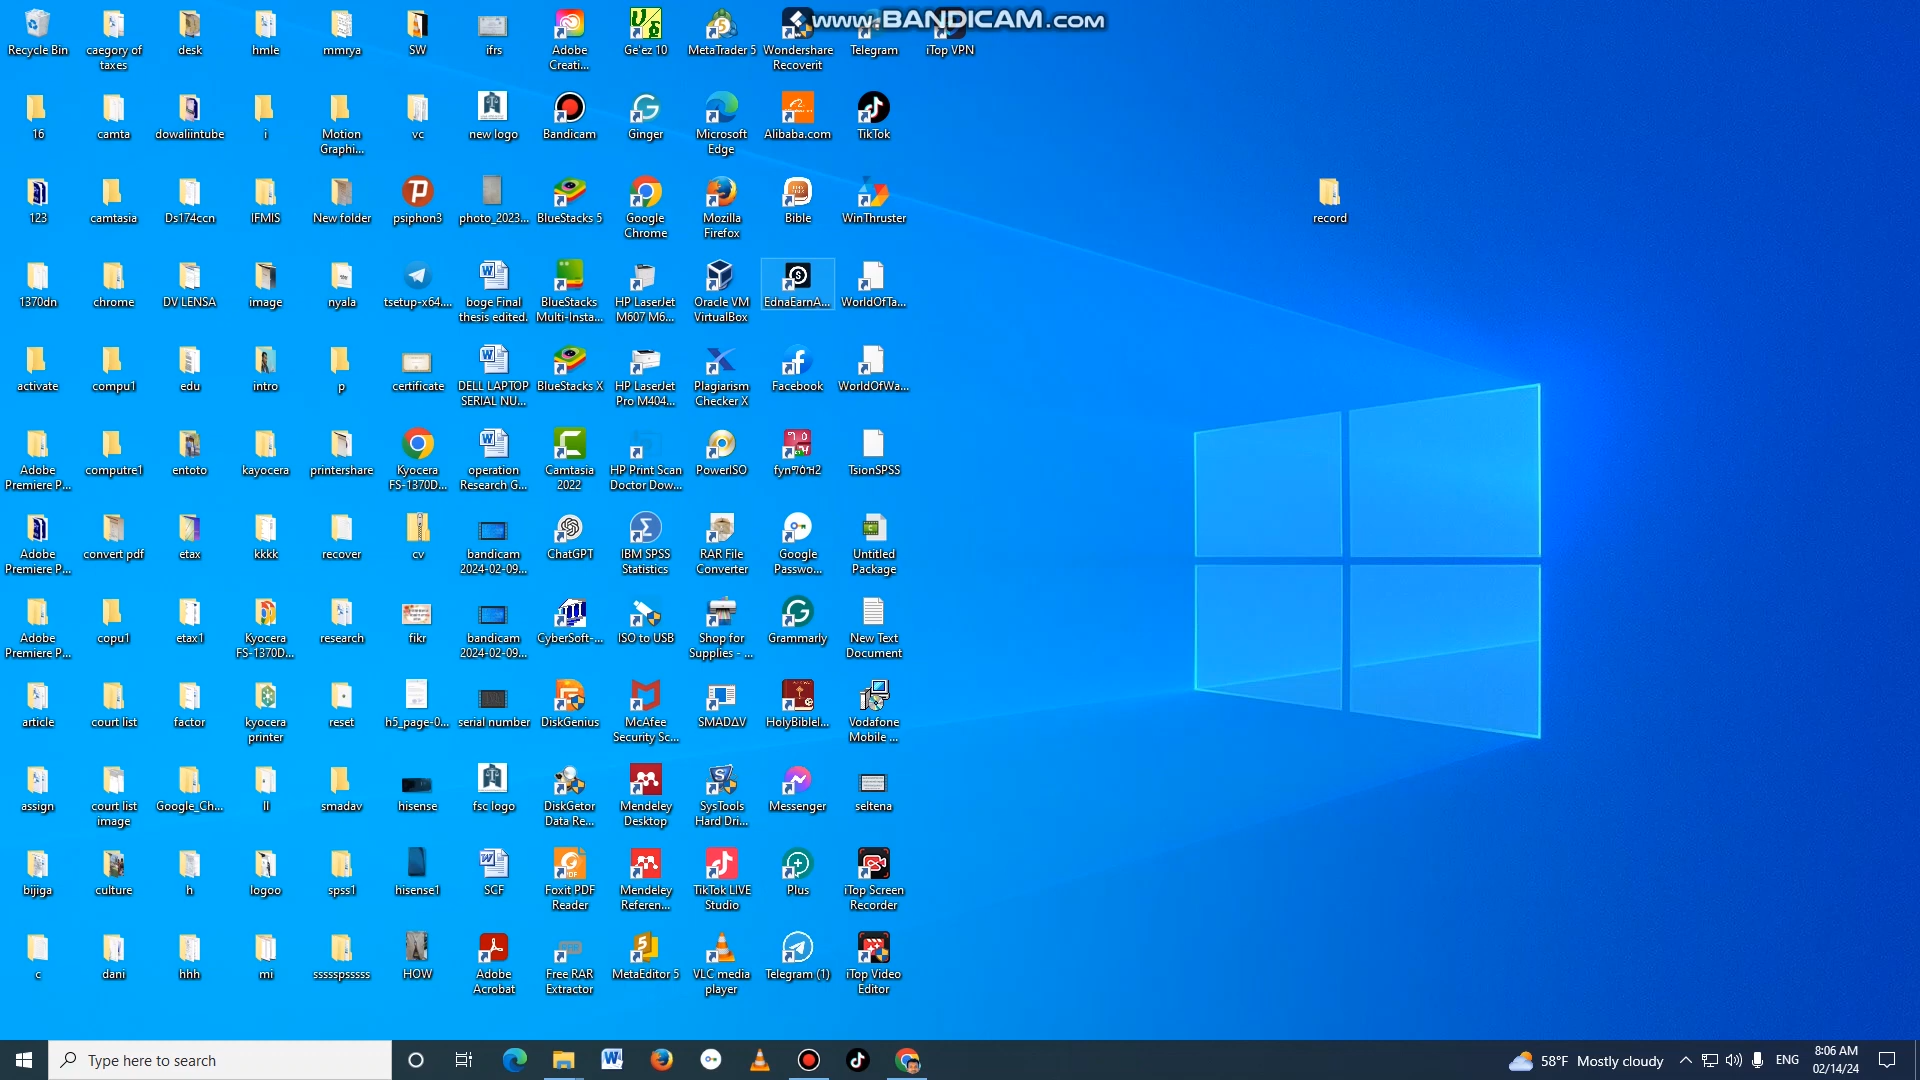 www.BANDICAM.com
Recycle Bin
caegory of
taxes
desk
hmle
mmrya
SW
ifrs
Adobe
Creati...
Ge'ez 10
MetaTrader 5
Wondershare
Recoverit
Telegram
iTop VPN
16
camta
dowaliintube
i
Motion
Graphi...
vc
new logo
Bandicam
Ginger
Microsoft
Edge
Alibaba.com
TikTok
123
camtasia
Ds174ccn
IFMIS
New folder
psiphon3
photo_2023...
BlueStacks 5
Google
Chrome
Mozilla
Firefox
Bible
WinThruster
record
1370dn
chrome
DV LENSA
image
nyala
tsetup-x64....
boge Final
thesis edited.
BlueStacks
Multi-Insta...
HP LaserJet
M607 M6...
Oracle VM
VirtualBox
EdnaEarnA...
WorldOfTa...
activate
compu1
edu
intro
p
certificate
DELL LAPTOP
SERIAL NU...
BlueStacks X
HP LaserJet
Pro M404...
Plagiarism
Checker X
Facebook
WorldOfWa...
Adobe
Premiere P...
computre1
entoto
kayocera
printershare
Kyocera
FS-1370D...
operation
Research G...
Camtasia
2022
HP Print Scan
Doctor Dow...
PowerISO
TsionSPSS
Adobe
Premiere P...
convert pdf
etax
kkkk
recover
cv
bandicam
2024-02-09...
ChatGPT
IBM SPSS
Statistics
RAR File
Converter
Google
Passwo...
Untitled
Package
Adobe
Premiere P...
copu1
etax1
Kyocera
FS-1370D...
research
fikr
bandicam
2024-02-09...
CyberSoft-...
ISO to USB
Shop for
Supplies - ...
Grammarly
New Text
Document
article
court list
factor
kyocera
printer
reset
h5_page-0...
serial number
DiskGenius
McAfee
Security Sc...
SMADΔV
HolyBibleI...
Vodafone
Mobile ...
assign
court list
image
Google_Ch...
ll
smadav
hisense
fsc logo
DiskGetor
Data Re...
Mendeley
Desktop
SysTools
Hard Dri...
Messenger
seltena
bijiga
culture
h
logoo
spss1
hisense1
SCF
Foxit PDF
Reader
Mendeley
Referen...
TikTok LIVE
Studio
Plus
iTop Screen
Recorder
c
dani
hhh
mi
ssssspsssss
HOW
Adobe
Acrobat
Free RAR
Extractor
MetaEditor 5
VLC media
player
Telegram (1)
iTop Video
Editor
Type here to search
58°F Mostly cloudy
ENG
8:06 AM
02/14/24